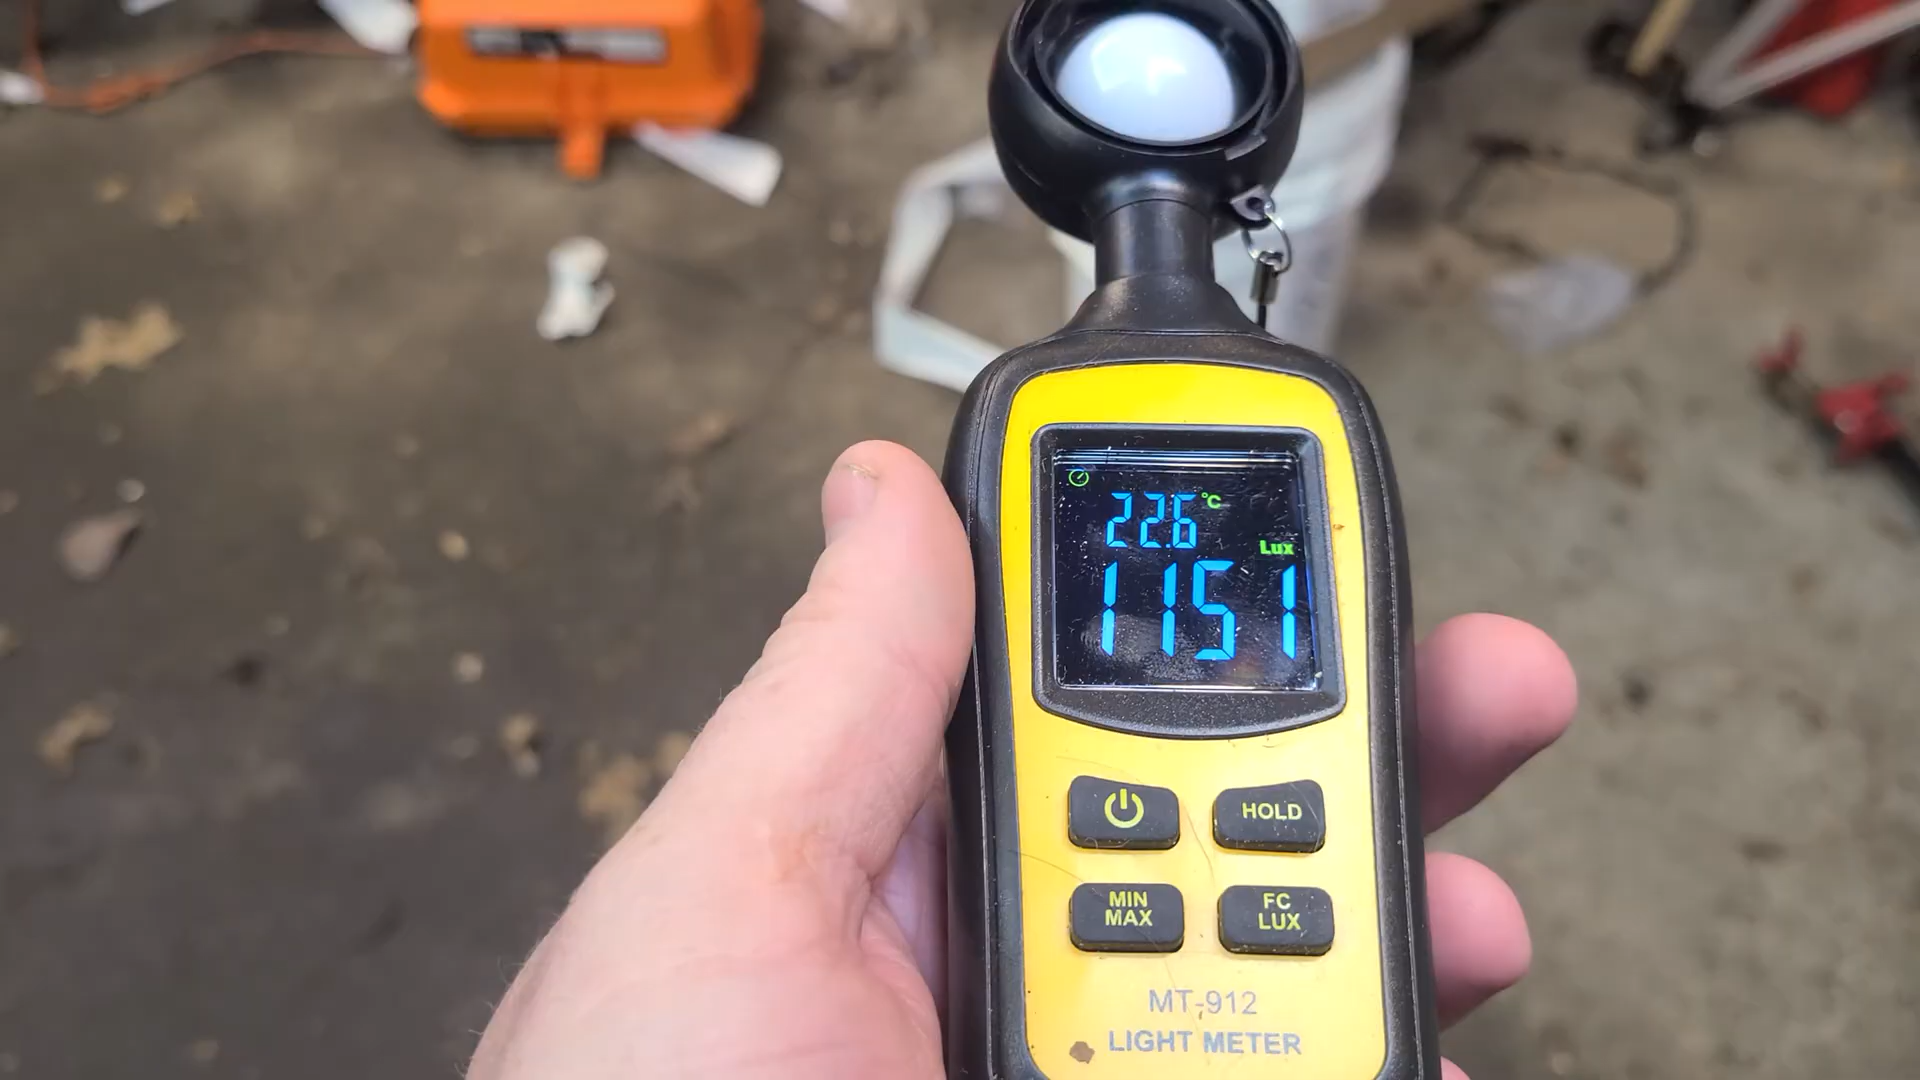 22.6 °C
Lux
1151
HOLD
MIN
MAX
FC
LUX
MT-912
LIGHT METER